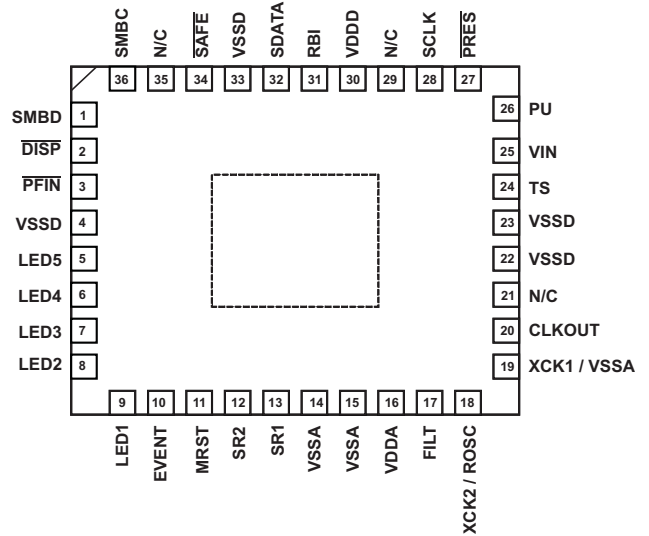 SMBC
N/C
SAFE
VSSD
SDATA
RBI
VDDD
N/C
SCLK
PRES
36
35
34
33
32
31
30
29
28
27
SMBD 1
DISP 2
PFIN 3
VSSD 4
LED5 5
LED4 6
LED3 7
LED2 8
26 PU
25 VIN
24 TS
23 VSSD
22 VSSD
21 N/C
20 CLKOUT
19 XCK1 / VSSA
9
10
11
12
13
14
15
16
17
18
LED1
EVENT
MRST
SR2
SR1
VSSA
VSSA
VDDA
FILT
XCK2 / ROSC